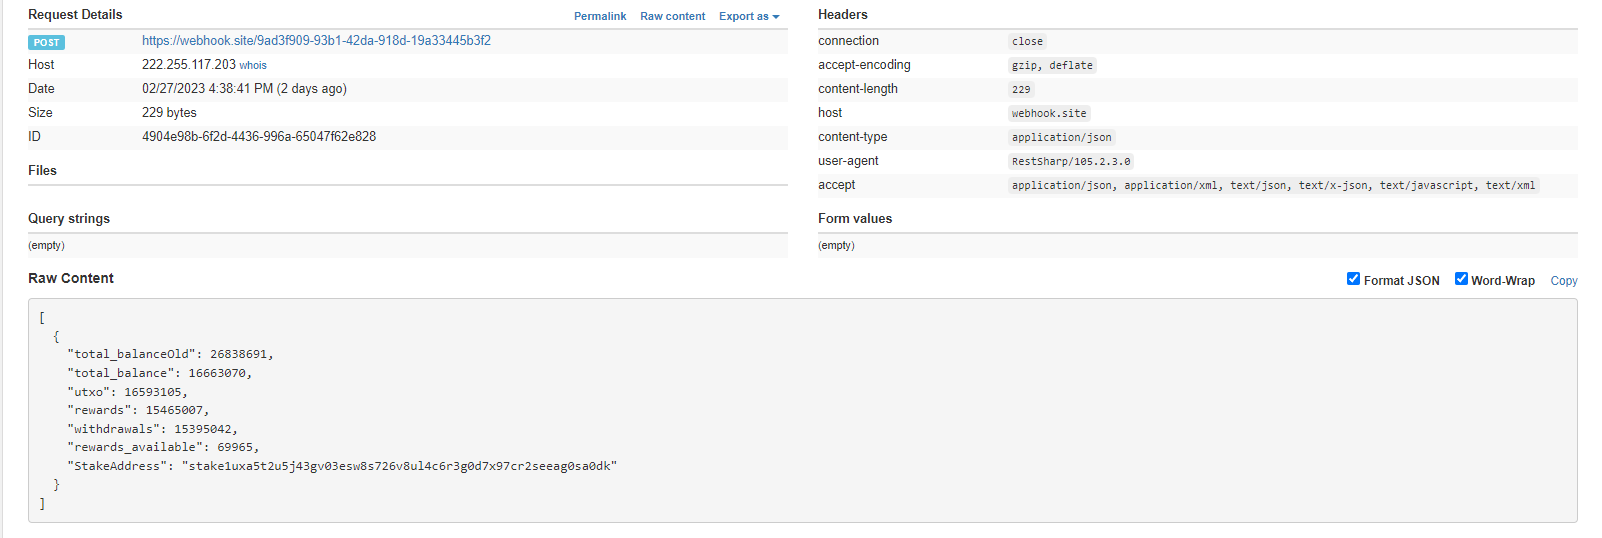 Request Details
Permalink Raw content Export as
POST https://webhook.site/9ad3f909-93b1-42da-918d-19a33445b3f2
Host 222.255.117.203 whois
Date 02/27/2023 4:38:41 PM (2 days ago)
Size 229 bytes
ID 4904e98b-6f2d-4436-996a-65047f62e828
Files
Query strings
(empty)
Headers
connection close
accept-encoding gzip, deflate
content-length 229
host webhook.site
content-type application/json
user-agent RestSharp/105.2.3.0
accept application/json, application/xml, text/json, text/x-json, text/javascript, text/xml
Form values
(empty)
Raw Content
Format JSON Word-Wrap Copy
[
{
"total_balanceOld": 26838691,
"total_balance": 16663070,
"utxo": 16593105,
"rewards": 15465007,
"withdrawals": 15395042,
"rewards_available": 69965,
"StakeAddress": "stake1uxa5t2u5j43gv03esw8s726v8ul4c6r3g0d7x97cr2seeag0sa0dk"
}
]